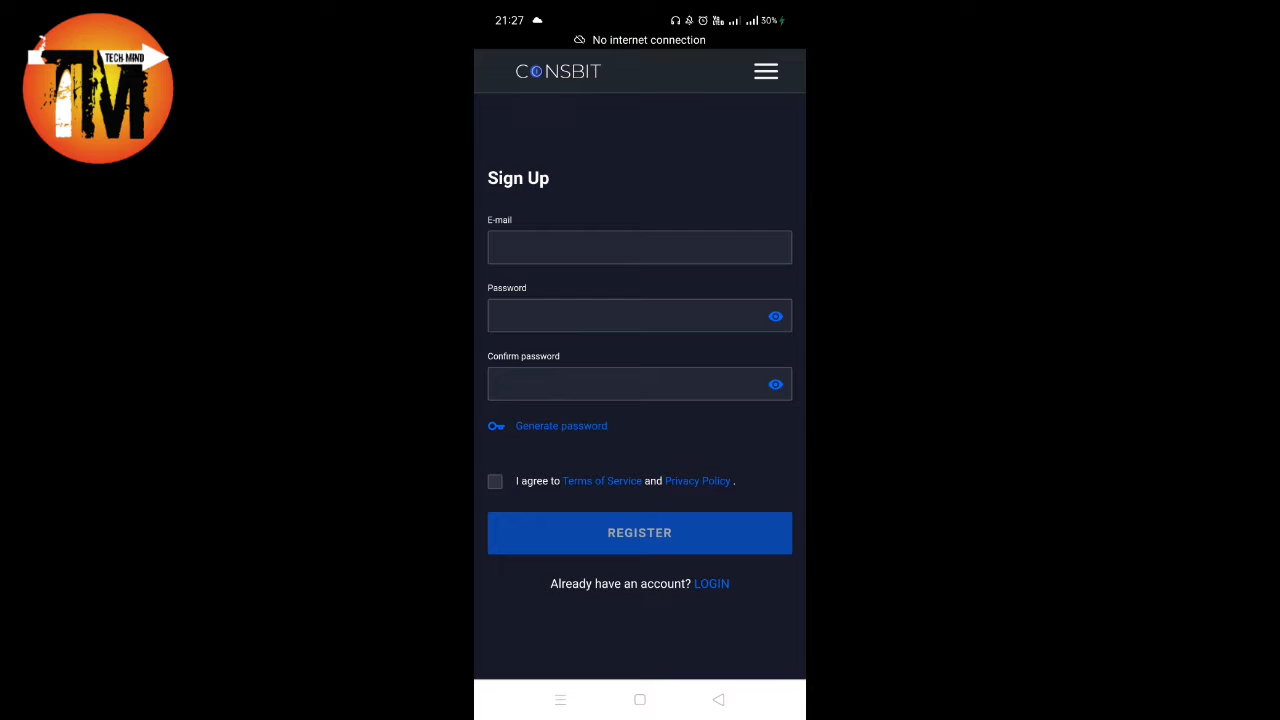 TECH MIND
TM
21:27
30%
No internet connection
CONSBIT
Sign Up
E-mail
Password
Confirm password
Generate password
I agree to Terms of Service and Privacy Policy .
REGISTER
Already have an account? LOGIN